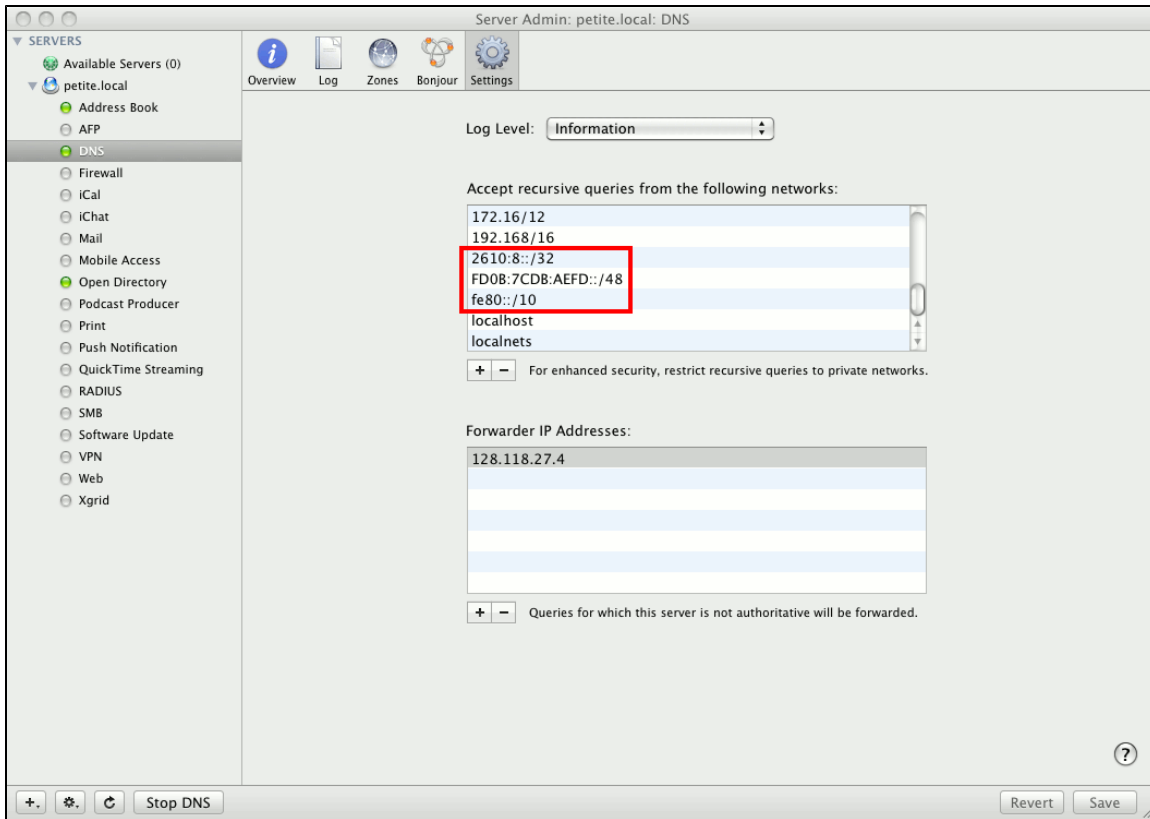 Server Admin: petite.local: DNS
SERVERS
Available Servers (0)
petite.local
Address Book
AFP
DNS
Firewall
iCal
iChat
Mail
Mobile Access
Open Directory
Podcast Producer
Print
Push Notification
QuickTime Streaming
RADIUS
SMB
Software Update
VPN
Web
Xgrid
Overview Log Zones Bonjour Settings
Log Level: Information
Accept recursive queries from the following networks:
172.16/12
192.168/16
2610:8::/32
FD0B:7CDB:AEFD::/48
fe80::/10
localhost
localnets
+ − For enhanced security, restrict recursive queries to private networks.
Forwarder IP Addresses:
128.118.27.4
+ − Queries for which this server is not authoritative will be forwarded.
?
+ Stop DNS Revert Save